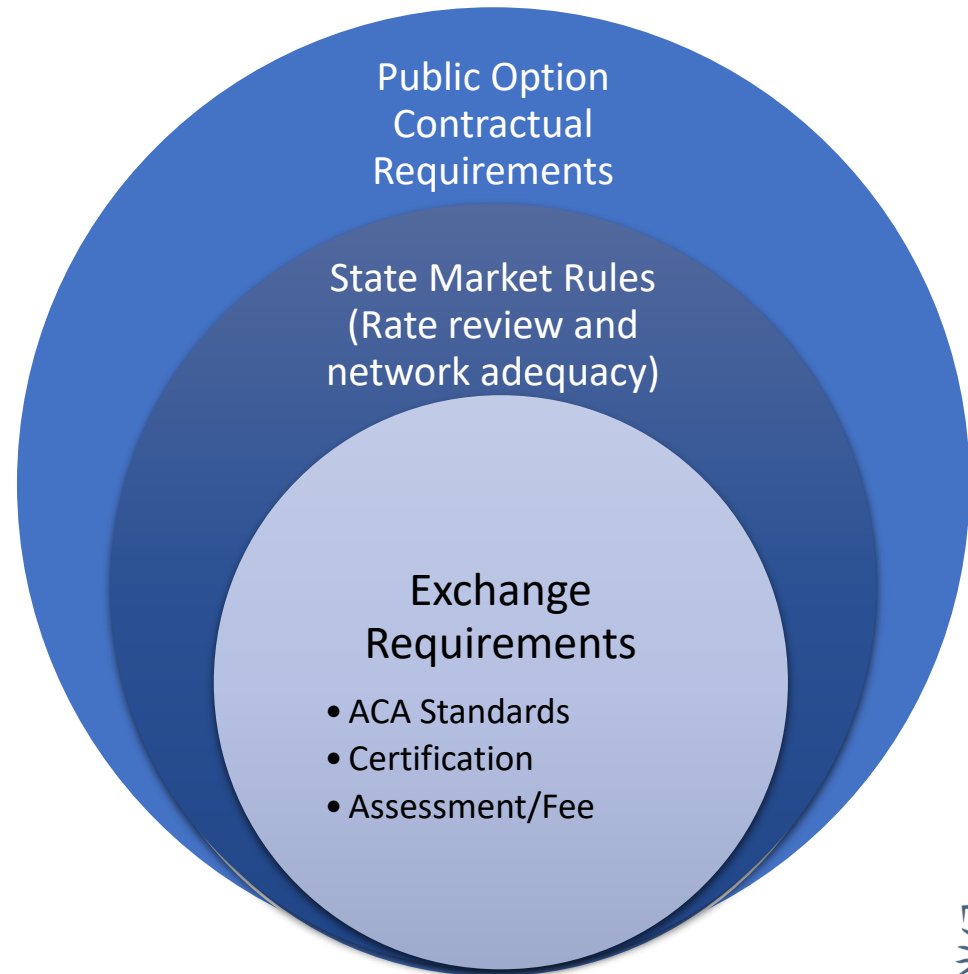 Public Option
Contractual
Requirements
State Market Rules
(Rate review and
network adequacy)
Exchange
Requirements
• ACA Standards
• Certification
• Assessment/Fee